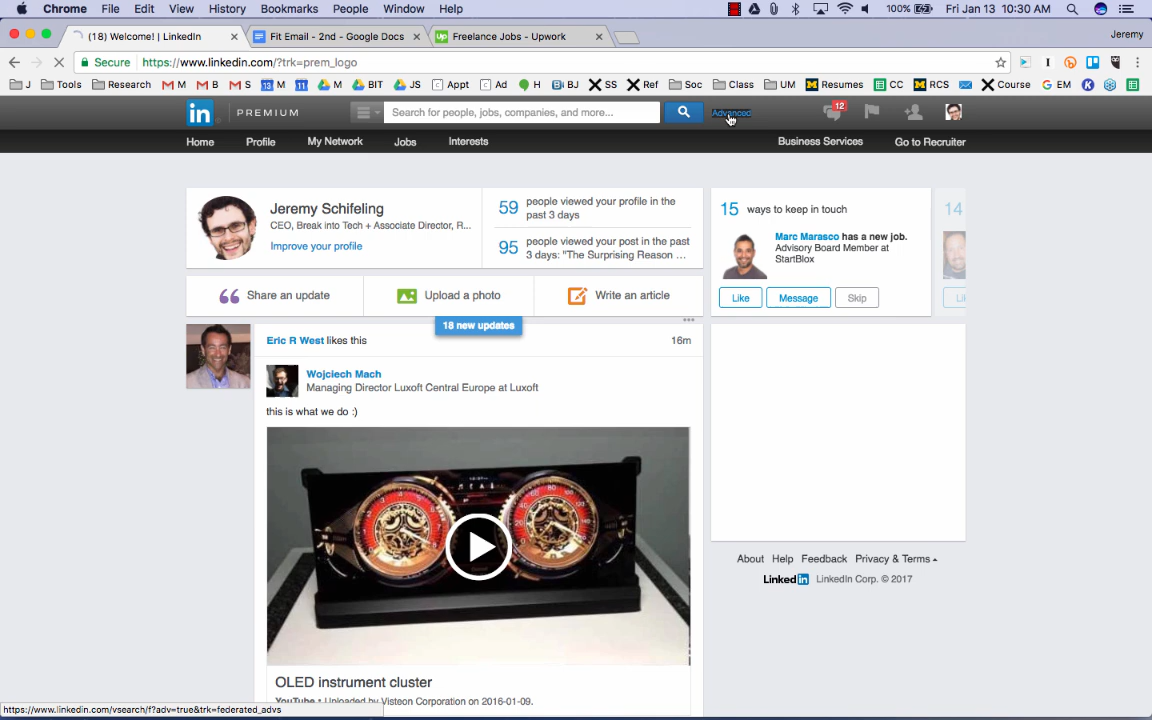 Chrome File Edit View History Bookmarks People Window Help 100% Fri Jan 13 10:30 AM
(18) Welcome! | LinkedIn Fit Email - 2nd - Google Docs Freelance Jobs - Upwork Jeremy
Secure https://www.linkedin.com/?trk=prem_logo
J Tools Research M M M B M S 13 M 11 M BIT JS C Appt C Ad H B: BJ SS Ref Soc Class UM Resumes CC RCS Course G EM
in PREMIUM Search for people, jobs, companies, and more... Advanced 12
Home Profile My Network Jobs Interests Business Services Go to Recruiter
Jeremy Schifeling
CEO, Break into Tech + Associate Director, R...
Improve your profile
59 people viewed your profile in the
past 3 days
95 people viewed your post in the past
3 days: "The Surprising Reason ...
15 ways to keep in touch 14
Marc Marasco has a new job.
Advisory Board Member at
StartBlox
Like Message Skip Li
Share an update Upload a photo Write an article
18 new updates
Eric R West likes this 16m
Wojciech Mach
Managing Director Luxoft Central Europe at Luxoft
this is what we do :)
OLED instrument cluster
YouTube • Uploaded by Visteon Corporation on 2016-01-09.
About Help Feedback Privacy & Terms
Linked in LinkedIn Corp. © 2017
https://www.linkedin.com/vsearch/f?adv=true&trk=federated_advs